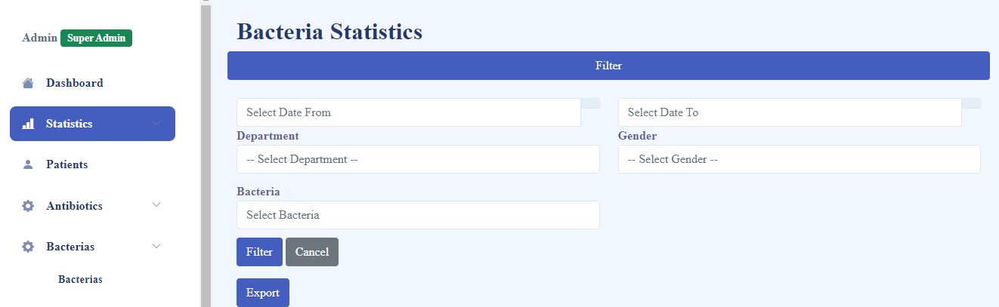 Admin Super Admin
Dashboard
Statistics
Patients
Antibiotics
Bacterias
Bacterias
Bacteria Statistics
Filter
Select Date From
Select Date To
Department
Gender
-- Select Department --
-- Select Gender --
Bacteria
Select Bacteria
Filter Cancel
Export